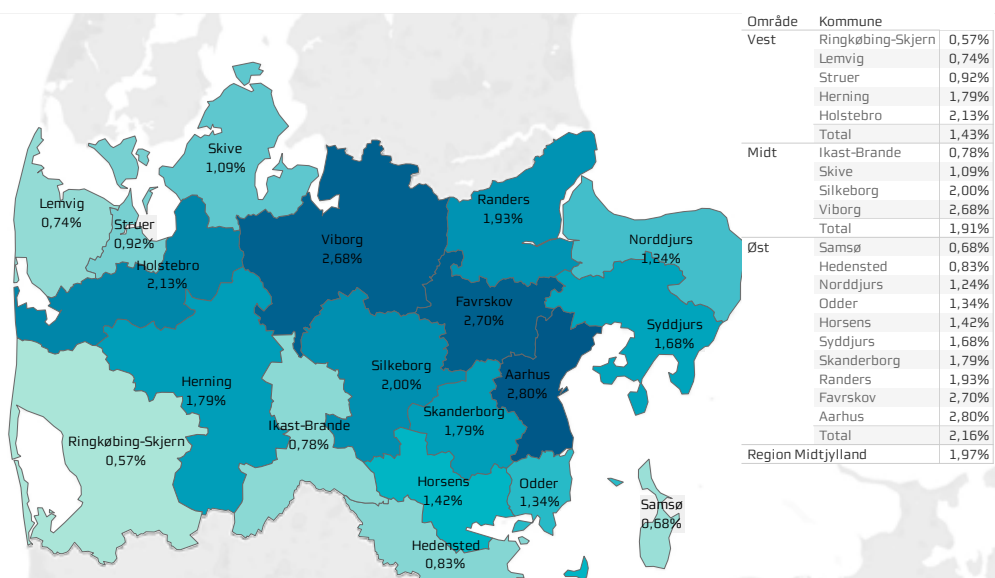 Skive
1,09%
Lemvig
0,74%
Struer
0,92%
Holstebro
2,13%
Viborg
2,68%
Randers
1,93%
Norddjurs
1,24%
Favrskov
2,70%
Syddjurs
1,68%
Herning
1,79%
Silkeborg
2,00%
Aarhus
2,80%
Skanderborg
1,79%
Ikast-Brande
0,78%
Ringkøbing-Skjern
0,57%
Horsens
1,42%
Odder
1,34%
Samsø
0,68%
Hedensted
0,83%
Område Kommune
Vest Ringkøbing-Skjern 0,57%
Lemvig 0,74%
Struer 0,92%
Herning 1,79%
Holstebro 2,13%
Total 1,43%
Midt Ikast-Brande 0,78%
Skive 1,09%
Silkeborg 2,00%
Viborg 2,68%
Total 1,91%
Øst Samsø 0,68%
Hedensted 0,83%
Norddjurs 1,24%
Odder 1,34%
Horsens 1,42%
Syddjurs 1,68%
Skanderborg 1,79%
Randers 1,93%
Favrskov 2,70%
Aarhus 2,80%
Total 2,16%
Region Midtjylland 1,97%